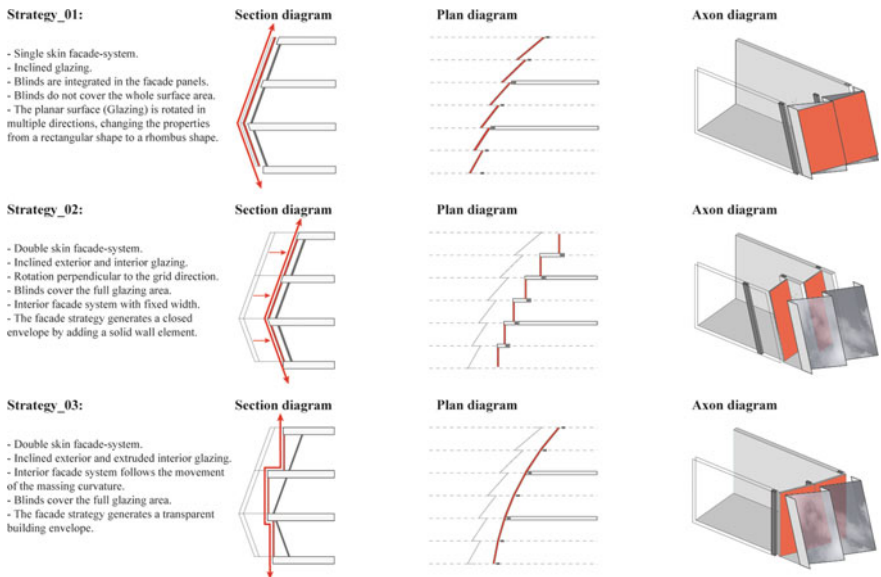 Strategy_01:
Section diagram
Plan diagram
Axon diagram
- Single skin facade-system.
- Inclined glazing.
- Blinds are integrated in the facade panels.
- Blinds do not cover the whole surface area.
- The planar surface (Glazing) is rotated in
multiple directions, changing the properties
from a rectangular shape to a rhombus shape.
Strategy_02:
Section diagram
Plan diagram
Axon diagram
- Double skin facade-system.
- Inclined exterior and interior glazing.
- Rotation perpendicular to the grid direction.
- Blinds cover the full glazing area.
- Interior facade system with fixed width.
- The facade strategy generates a closed
envelope by adding a solid wall element.
Strategy_03:
Section diagram
Plan diagram
Axon diagram
- Double skin facade-system.
- Inclined exterior and extruded interior glazing.
- Interior facade system follows the movement
of the massing curvature.
- Blinds cover the full glazing area.
- The facade strategy generates a transparent
building envelope.